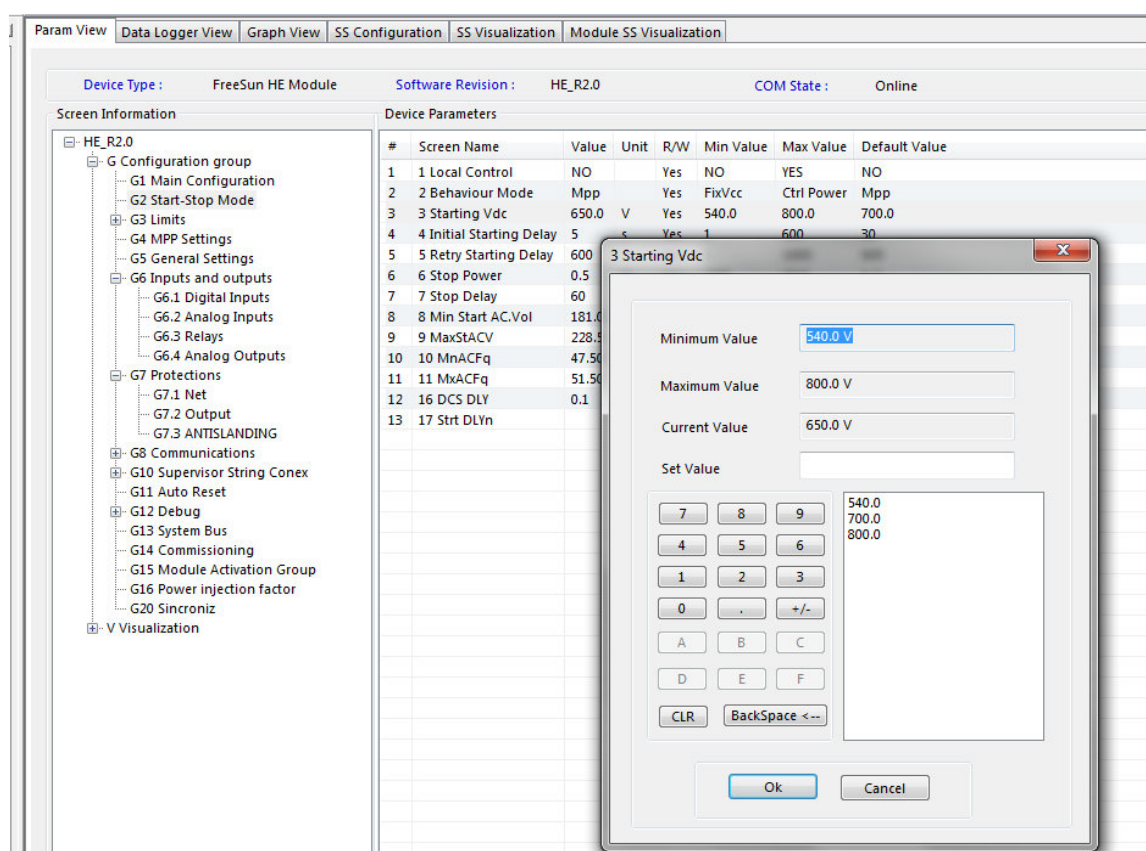 Param View Data Logger View Graph View SS Configuration SS Visualization Module SS Visualization
Device Type : FreeSun HE Module Software Revision : HE_R2.0 COM State : Online
Screen Information
HE_R2.0
G Configuration group
G1 Main Configuration
G2 Start-Stop Mode
G3 Limits
G4 MPP Settings
G5 General Settings
G6 Inputs and outputs
G6.1 Digital Inputs
G6.2 Analog Inputs
G6.3 Relays
G6.4 Analog Outputs
G7 Protections
G7.1 Net
G7.2 Output
G7.3 ANTISLANDING
G8 Communications
G10 Supervisor String Conex
G11 Auto Reset
G12 Debug
G13 System Bus
G14 Commissioning
G15 Module Activation Group
G16 Power injection factor
G20 Sincroniz
V Visualization
Device Parameters
# Screen Name Value Unit R/W Min Value Max Value Default Value
1 1 Local Control NO Yes NO YES NO
2 2 Behaviour Mode Mpp Yes FixVcc Ctrl Power Mpp
3 3 Starting Vdc 650.0 V Yes 540.0 800.0 700.0
4 4 Initial Starting Delay 5 s Yes 1 600 30
5 5 Retry Starting Delay 600
6 6 Stop Power 0.5
7 7 Stop Delay 60
8 8 Min Start AC.Vol 181.0
9 9 MaxStACV 228.5
10 10 MnACFq 47.50
11 11 MxACFq 51.50
12 16 DCS DLY 0.1
13 17 Strt DLYn
3 Starting Vdc
Minimum Value 540.0 V
Maximum Value 800.0 V
Current Value 650.0 V
Set Value
7 8 9
4 5 6
1 2 3
0 . +/-
A B C
D E F
CLR BackSpace <--
540.0
700.0
800.0
Ok Cancel